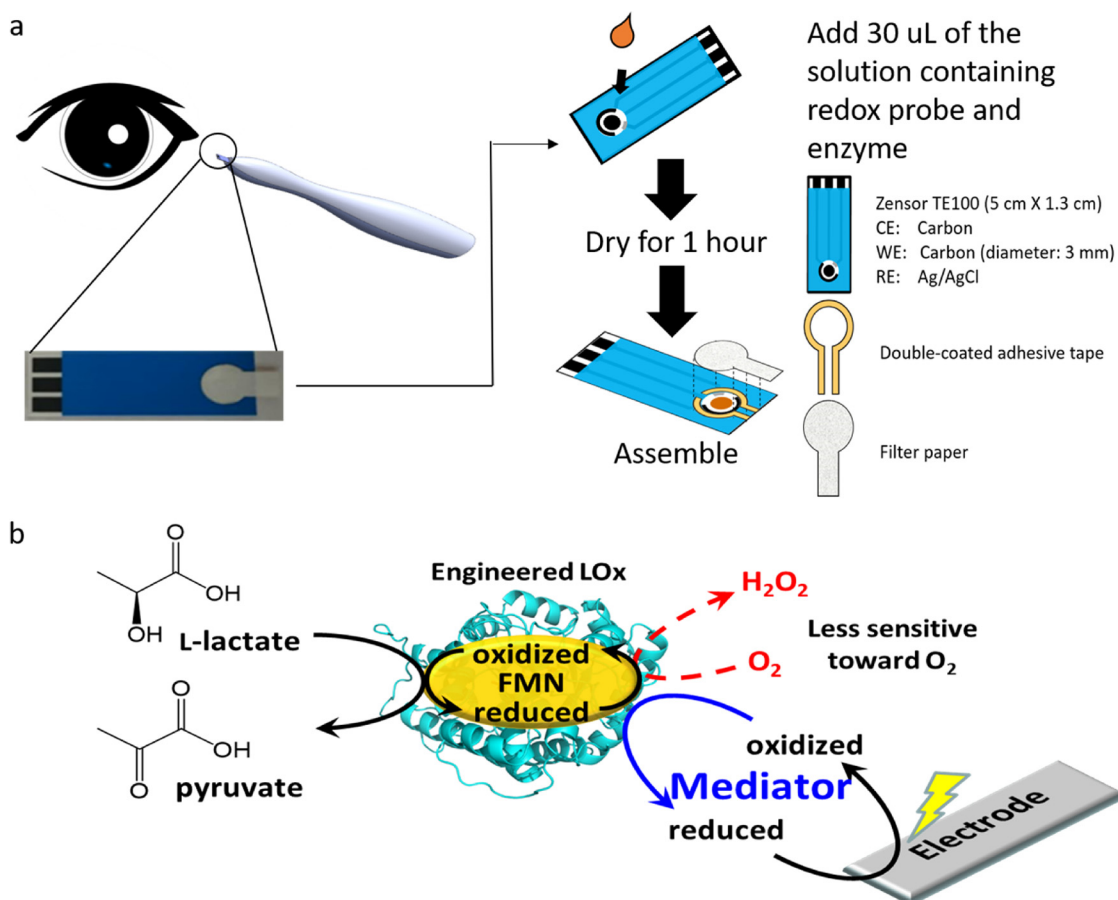 a
Add 30 uL of the
solution containing
redox probe and
enzyme
Dry for 1 hour
Assemble
Zensor TE100 (5 cm X 1.3 cm)
CE: Carbon
WE: Carbon (diameter: 3 mm)
RE: Ag/AgCl
Double-coated adhesive tape
Filter paper
b
O
OH
OH
L-lactate
O
OH
O
pyruvate
Engineered LOx
oxidized
FMN
reduced
H₂O₂
O₂
Less sensitive
toward O₂
oxidized
Mediator
reduced
Electrode